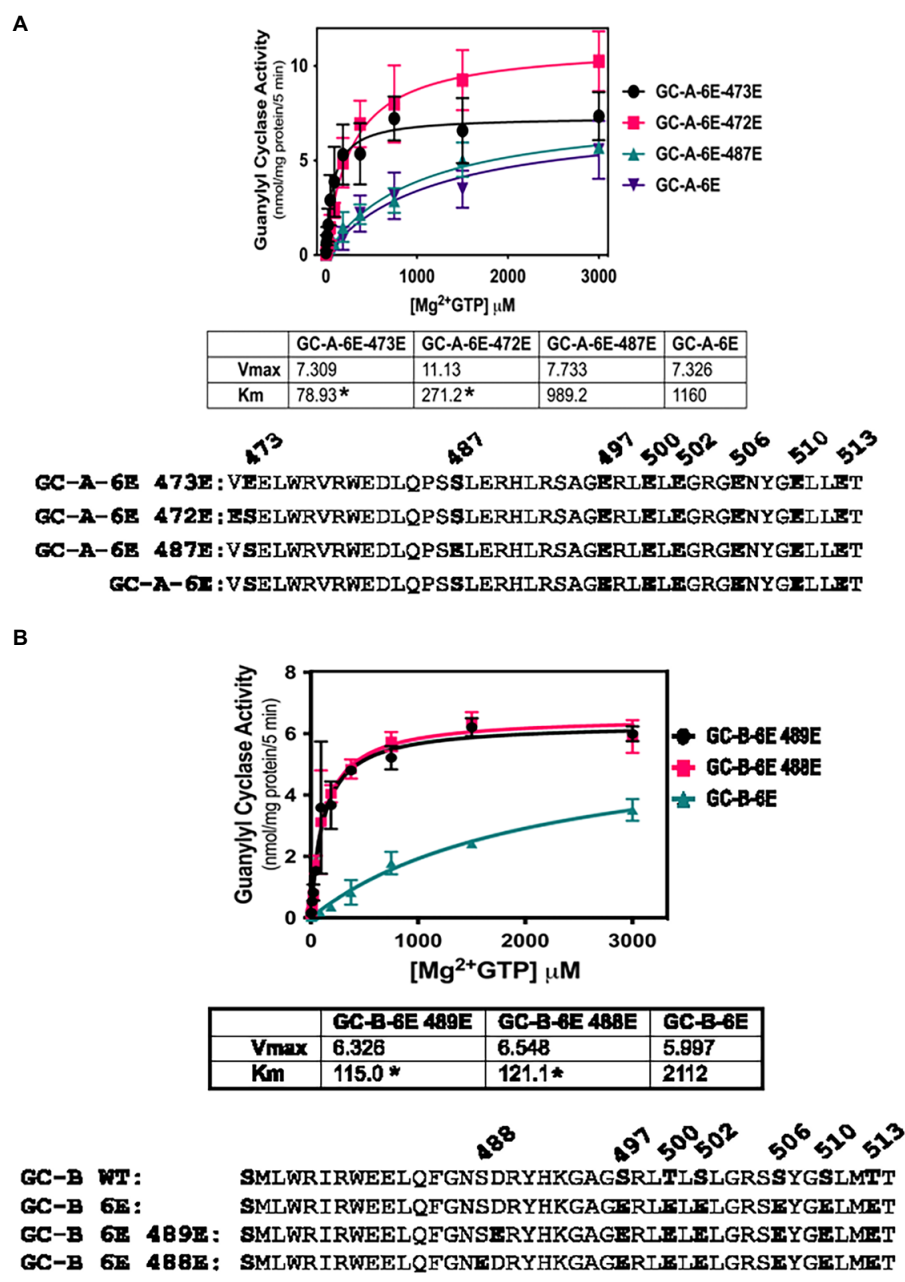 A
Guanylyl Cyclase Activity
(nmol/mg protein/5 min)
10
5
0
0 1000 2000 3000
[Mg2+GTP] µM
GC-A-6E-473E
GC-A-6E-472E
GC-A-6E-487E
GC-A-6E
GC-A-6E-473E GC-A-6E-472E GC-A-6E-487E GC-A-6E
Vmax 7.309 11.13 7.733 7.326
Km 78.93* 271.2* 989.2 1160
473 487 497 500 502 506 510 513
GC-A-6E 473E:VEELWRVRWEDLQPSSLERHLRSAGERLELEGRGENYGELLET
GC-A-6E 472E:ESELWRVRWEDLQPSSLERHLRSAGERLELEGRGENYGELLET
GC-A-6E 487E:VSELWRVRWEDLQPSELERHLRSAGERLELEGRGENYGELLET
GC-A-6E:VSELWRVRWEDLQPSSLERHLRSAGERLELEGRGENYGELLET
B
Guanylyl Cyclase Activity
(nmol/mg protein/5 min)
8
6
4
2
0
0 1000 2000 3000
[Mg2+GTP] µM
GC-B-6E 489E
GC-B-6E 488E
GC-B-6E
GC-B-6E 489E GC-B-6E 488E GC-B-6E
Vmax 6.326 6.548 5.997
Km 115.0 * 121.1* 2112
488 497 500 502 506 510 513
GC-B WT: SMLWRIRWEELQFGNSDRYHKGAGSRLTLSLGRSSYGSLMTT
GC-B 6E: SMLWRIRWEELQFGNSDRYHKGAGERLELELGRSEYGELMET
GC-B 6E 489E: SMLWRIRWEELQFGNSERYHKGAGERLELELGRSEYGELMET
GC-B 6E 488E: SMLWRIRWEELQFGNEDRYHKGAGERLELELGRSEYGELMET